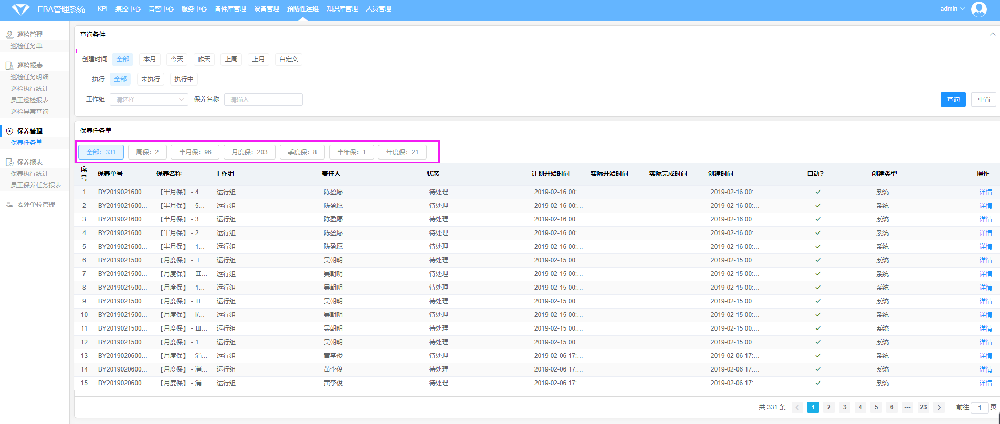 EBA管理系统 KPI 集控中心 告警中心 服务中心 备件库管理 设备管理 预防性运维 知识库管理 人员管理 admin
巡检管理
巡检任务单
巡检报表
巡检任务明细
巡检执行统计
员工巡检报表
巡检异常查询
保养管理
保养任务单
保养报表
保养执行统计
员工保养任务报表
委外单位管理
查询条件
创建时间 全部 本月 今天 昨天 上周 上月 自定义
执行 全部 未执行 执行中
工作组 请选择 保养名称 请输入 查询 重置
保养任务单
全部：331 周保：2 半月保：96 月度保：203 季度保：8 半年保：1 年度保：21
序号 保养单号 保养名称 工作组 责任人 状态 计划开始时间 实际开始时间 实际完成时间 创建时间 自动? 创建类型 操作
1 BY2019021600... 【半月保】 - 4... 运行组 陈盈愿 待处理 2019-02-16 00:... 2019-02-16 00:... 系统 详情
2 BY2019021600... 【半月保】 - 5... 运行组 陈盈愿 待处理 2019-02-16 00:... 2019-02-16 00:... 系统 详情
3 BY2019021600... 【半月保】 - 3... 运行组 陈盈愿 待处理 2019-02-16 00:... 2019-02-16 00:... 系统 详情
4 BY2019021600... 【半月保】 - 2... 运行组 陈盈愿 待处理 2019-02-16 00:... 2019-02-16 00:... 系统 详情
5 BY2019021600... 【半月保】 - 1... 运行组 陈盈愿 待处理 2019-02-16 00:... 2019-02-16 00:... 系统 详情
6 BY2019021500... 【月度保】 - Ⅰ... 运行组 吴朝明 待处理 2019-02-15 00:... 2019-02-15 00:... 系统 详情
7 BY2019021500... 【月度保】 - Ⅱ... 运行组 吴朝明 待处理 2019-02-15 00:... 2019-02-15 00:... 系统 详情
8 BY2019021500... 【月度保】 - 1... 运行组 吴朝明 待处理 2019-02-15 00:... 2019-02-15 00:... 系统 详情
9 BY2019021500... 【月度保】 - Ⅱ... 运行组 吴朝明 待处理 2019-02-15 00:... 2019-02-15 00:... 系统 详情
10 BY2019021500... 【月度保】 - I/... 运行组 吴朝明 待处理 2019-02-15 00:... 2019-02-15 00:... 系统 详情
11 BY2019021500... 【月度保】 - Ⅲ... 运行组 吴朝明 待处理 2019-02-15 00:... 2019-02-15 00:... 系统 详情
12 BY2019021500... 【月度保】 - 1... 运行组 吴朝明 待处理 2019-02-15 00:... 2019-02-15 00:... 系统 详情
13 BY2019020600... 【月度保】 - 消... 运行组 黄李俊 待处理 2019-02-06 17:... 2019-02-06 17:... 系统 详情
14 BY2019020600... 【月度保】 - 消... 运行组 黄李俊 待处理 2019-02-06 17:... 2019-02-06 17:... 系统 详情
15 BY2019020600... 【月度保】 - 消... 运行组 黄李俊 待处理 2019-02-06 17:... 2019-02-06 17:... 系统 详情
共 331 条 1 2 3 4 5 6 ••• 23 前往 1 页